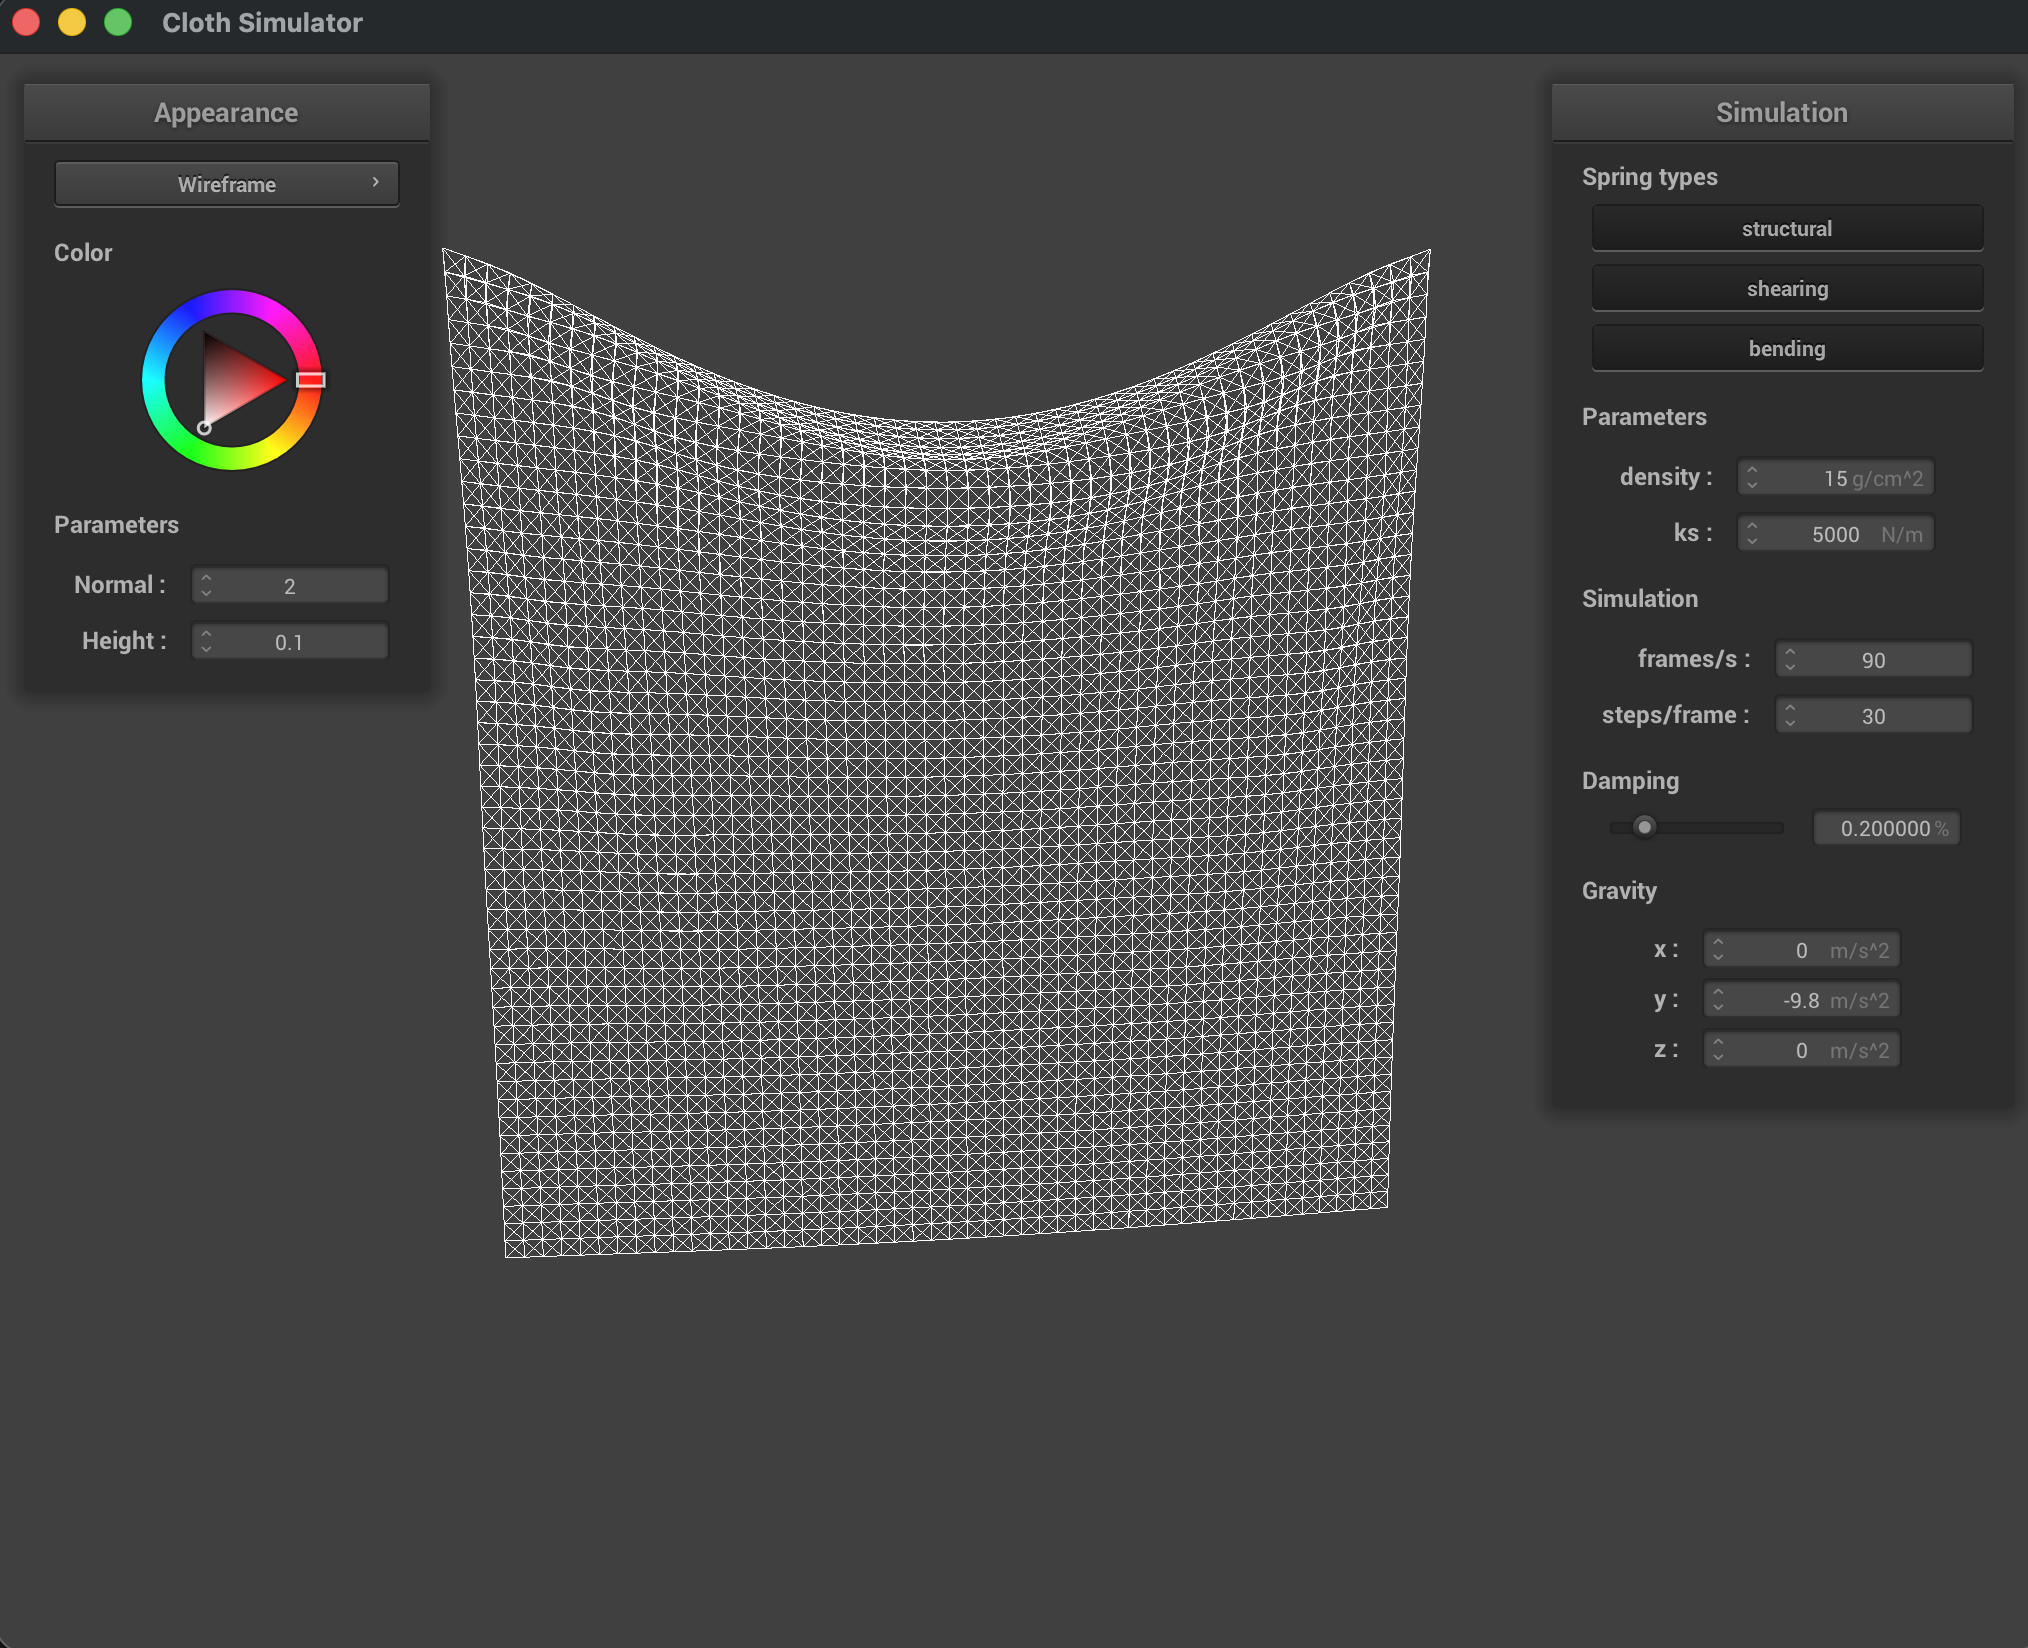 Cloth Simulator
Appearance
Wireframe
Color
Parameters
Normal : 2
Height : 0.1
Simulation
Spring types
structural
shearing
bending
Parameters
density : 15 g/cm^2
ks : 5000 N/m
Simulation
frames/s : 90
steps/frame : 30
Damping
0.200000 %
Gravity
x : 0 m/s^2
y : -9.8 m/s^2
z : 0 m/s^2